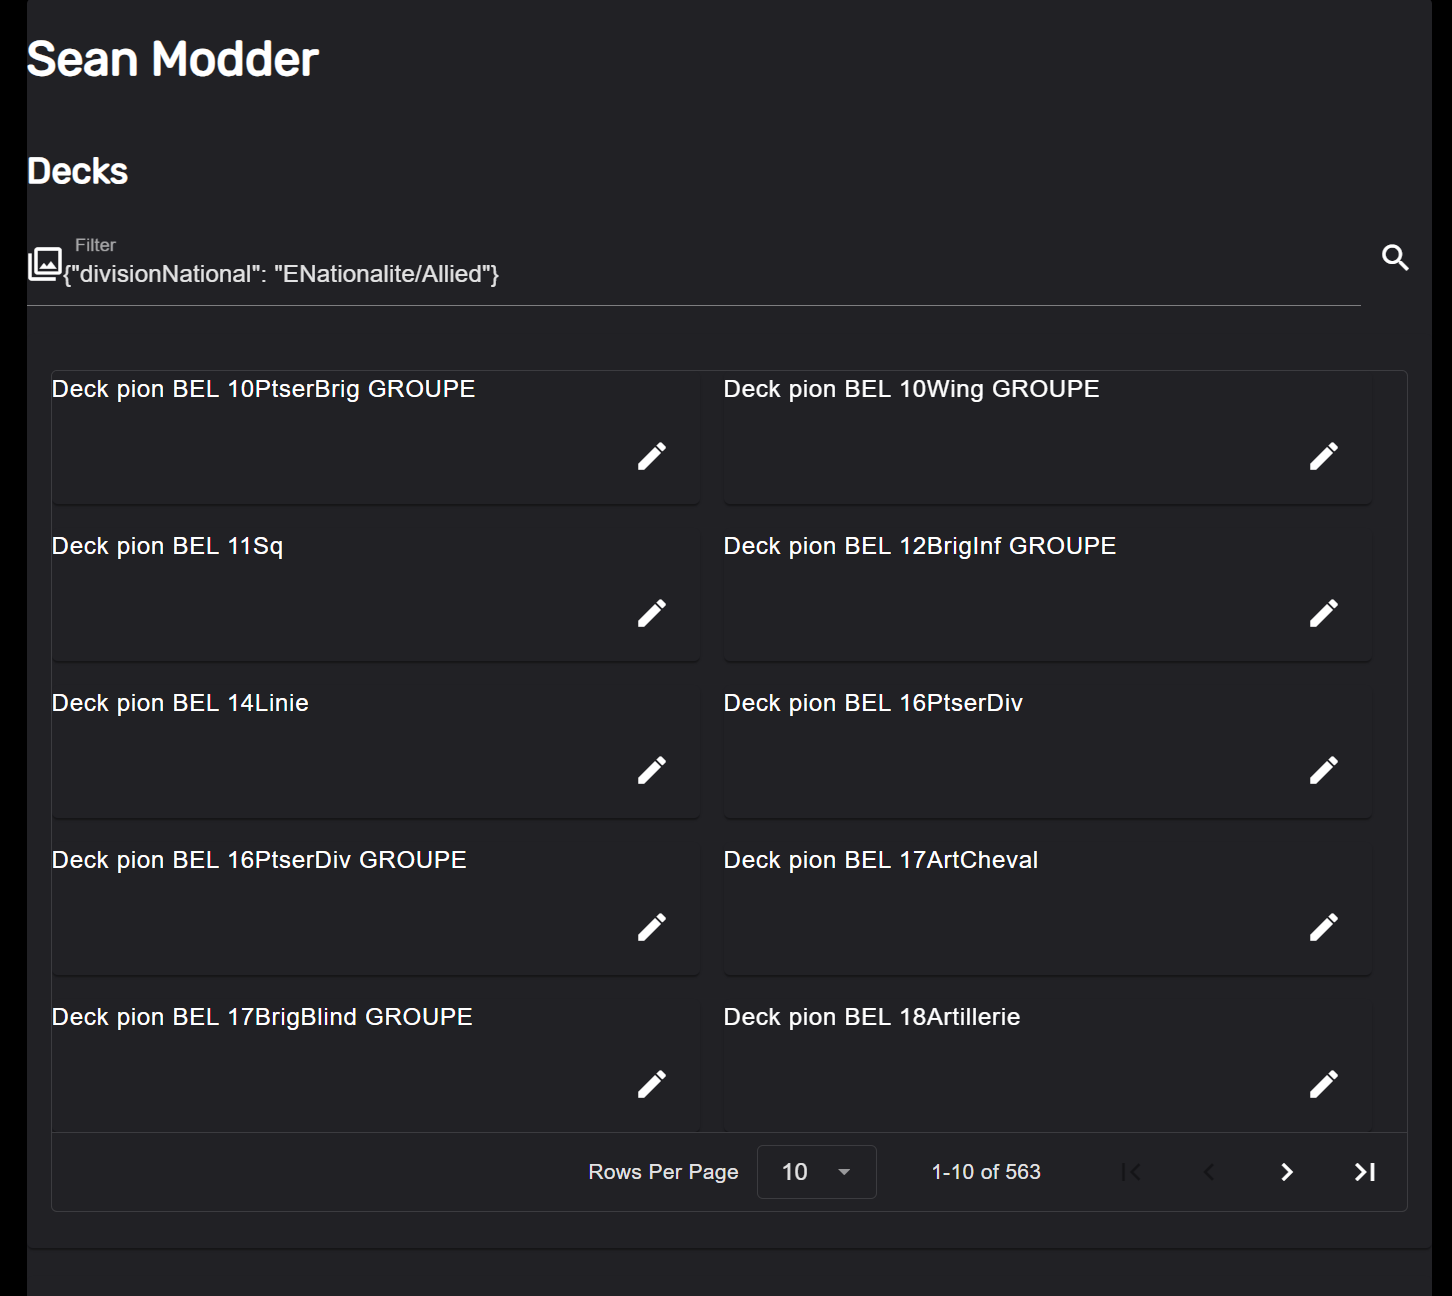 Sean Modder
Decks
Filter
{"divisionNational": "ENationalite/Allied"}
Deck pion BEL 10PtserBrig GROUPE
Deck pion BEL 10Wing GROUPE
Deck pion BEL 11Sq
Deck pion BEL 12BrigInf GROUPE
Deck pion BEL 14Linie
Deck pion BEL 16PtserDiv
Deck pion BEL 16PtserDiv GROUPE
Deck pion BEL 17ArtCheval
Deck pion BEL 17BrigBlind GROUPE
Deck pion BEL 18Artillerie
Rows Per Page 10 1-10 of 563